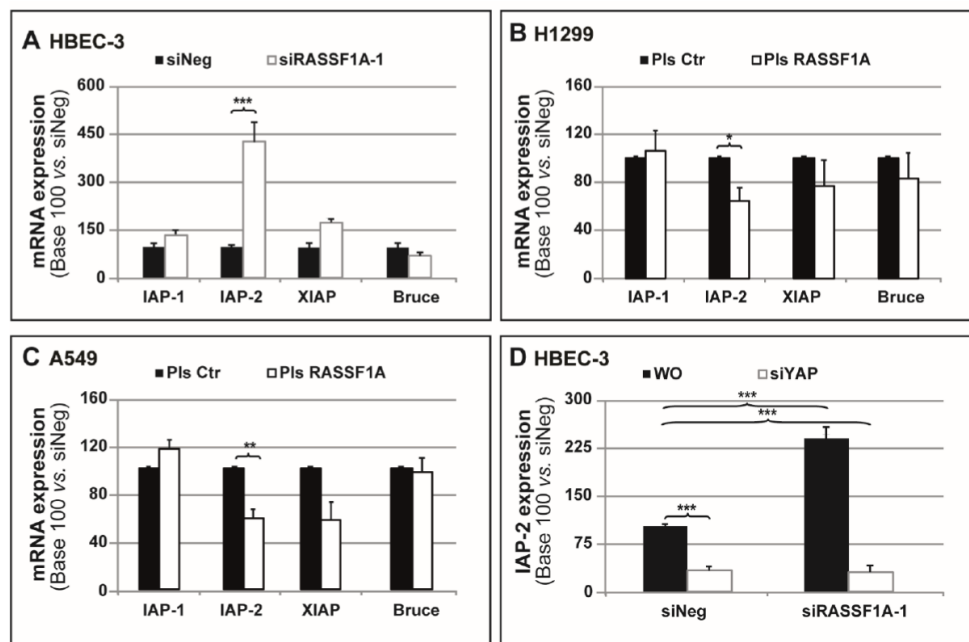 A HBEC-3
siNeg siRASSF1A-1
mRNA expression
(Base 100 vs. siNeg)
600
450
300
150
0
***
IAP-1 IAP-2 XIAP Bruce
B H1299
Pls Ctr Pls RASSF1A
mRNA expression
(Base 100 vs. siNeg)
160
120
80
40
0
*
IAP-1 IAP-2 XIAP Bruce
C A549
Pls Ctr Pls RASSF1A
mRNA expression
(Base 100 vs. siNeg)
160
120
80
40
0
**
IAP-1 IAP-2 XIAP Bruce
D HBEC-3
WO siYAP
IAP-2 expression
(Base 100 vs. siNeg)
300
225
150
75
0
***
***
***
siNeg siRASSF1A-1